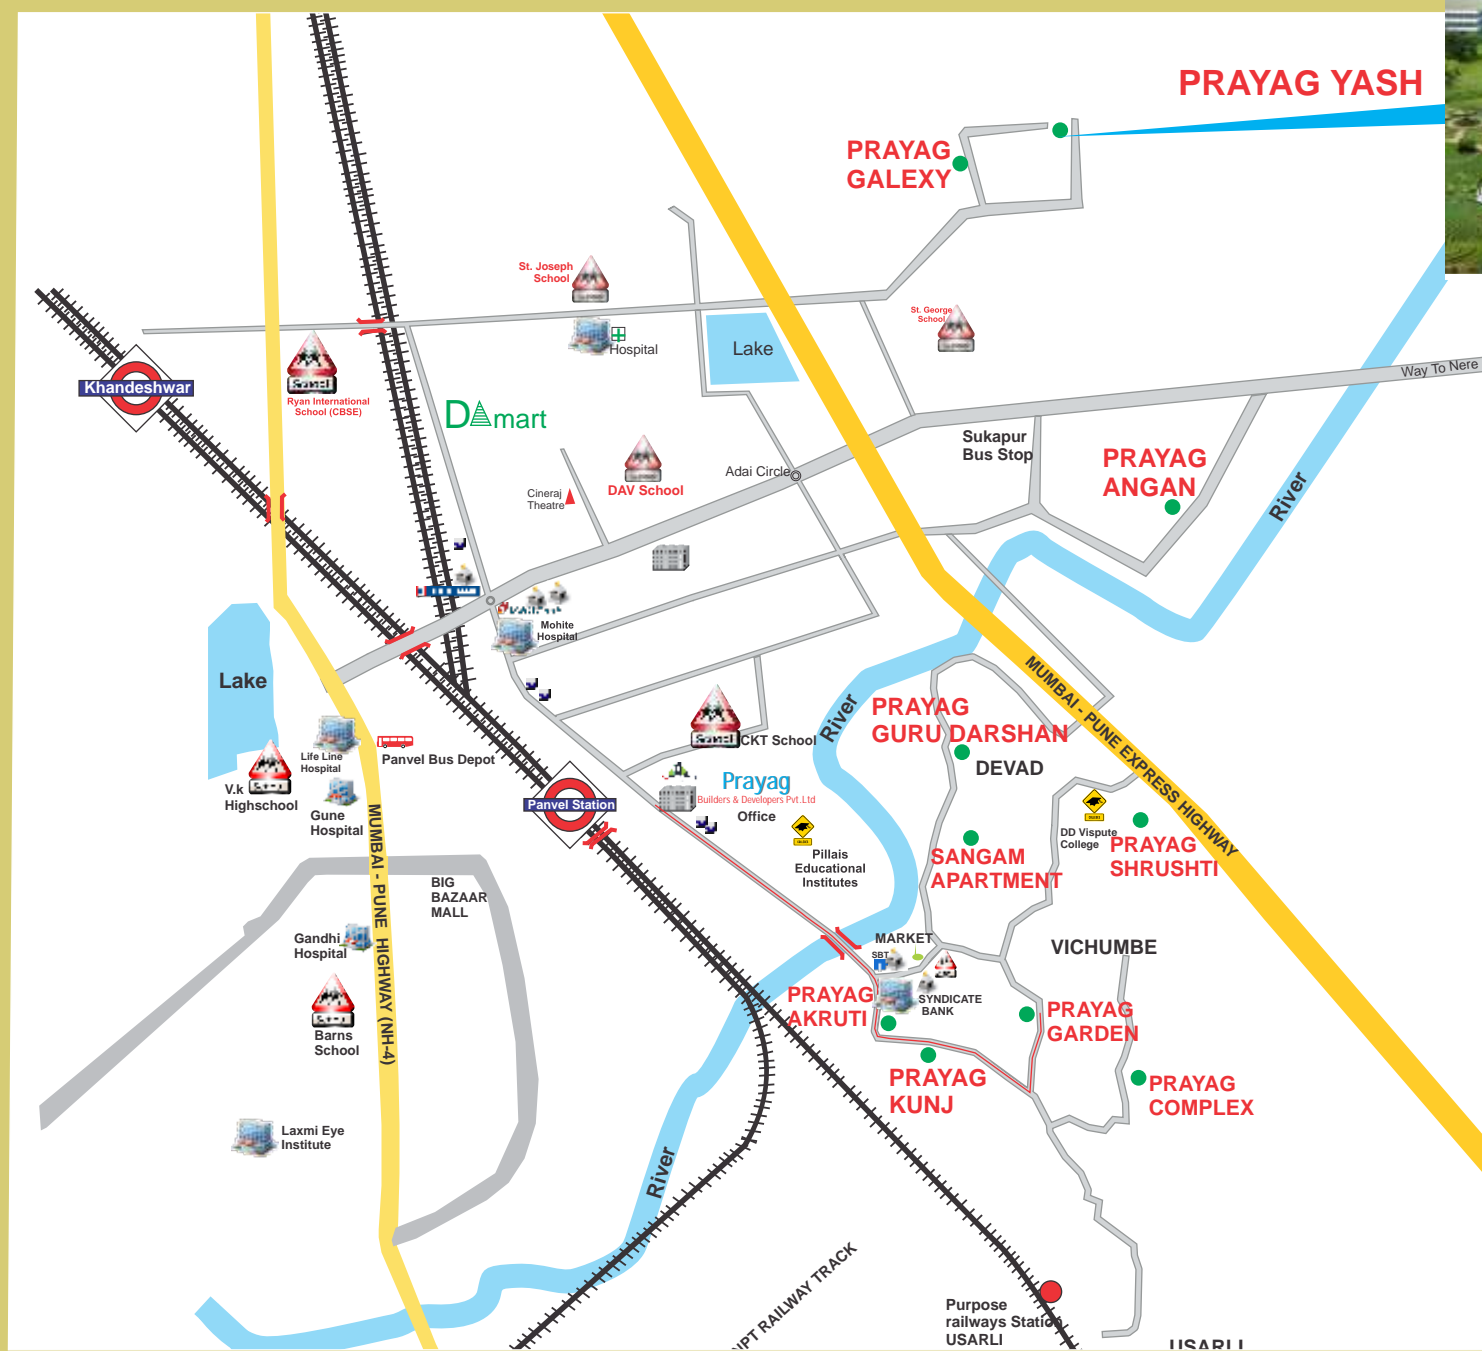 PRAYAG YASH
PRAYAG
GALEXY
St. Joseph
School
Hospital
Lake
St. George
School
Way To Nere
Khandeshwar
Ryan International
School (CBSE)
DMart
Sukapur
Bus Stop
PRAYAG
ANGAN
Adai Circle
DAV School
Cineraj
Theatre
River
Mohite
Hospital
Lake
MUMBAI - PUNE EXPRESS HIGHWAY
River
PRAYAG
GURU DARSHAN
DEVAD
CKT School
Life Line
Hospital
Panvel Bus Depot
V.k
Highschool
Gune
Hospital
Panvel Station
Prayag
Builders & Developers Pvt.Ltd
Office
DD Vispute
College
PRAYAG
SHRUSHTI
MUMBAI - PUNE HIGHWAY (NH-4)
Pillais
Educational
Institutes
SANGAM
APARTMENT
BIG
BAZAAR
MALL
Gandhi
Hospital
MARKET
SBT
VICHUMBE
PRAYAG
AKRUTI
SYNDICATE
BANK
PRAYAG
GARDEN
Barns
School
PRAYAG
KUNJ
PRAYAG
COMPLEX
Laxmi Eye
Institute
River
NPT RAILWAY TRACK
Purpose
railways Station
USARLI
USARLI